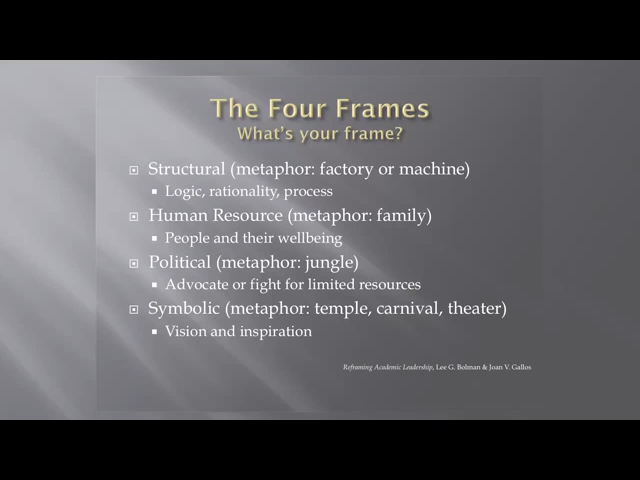 The Four Frames
What's your frame?
Structural (metaphor: factory or machine)
Logic, rationality, process
Human Resource (metaphor: family)
People and their wellbeing
Political (metaphor: jungle)
Advocate or fight for limited resources
Symbolic (metaphor: temple, carnival, theater)
Vision and inspiration
Reframing Academic Leadership, Lee G. Bolman & Joan V. Gallos